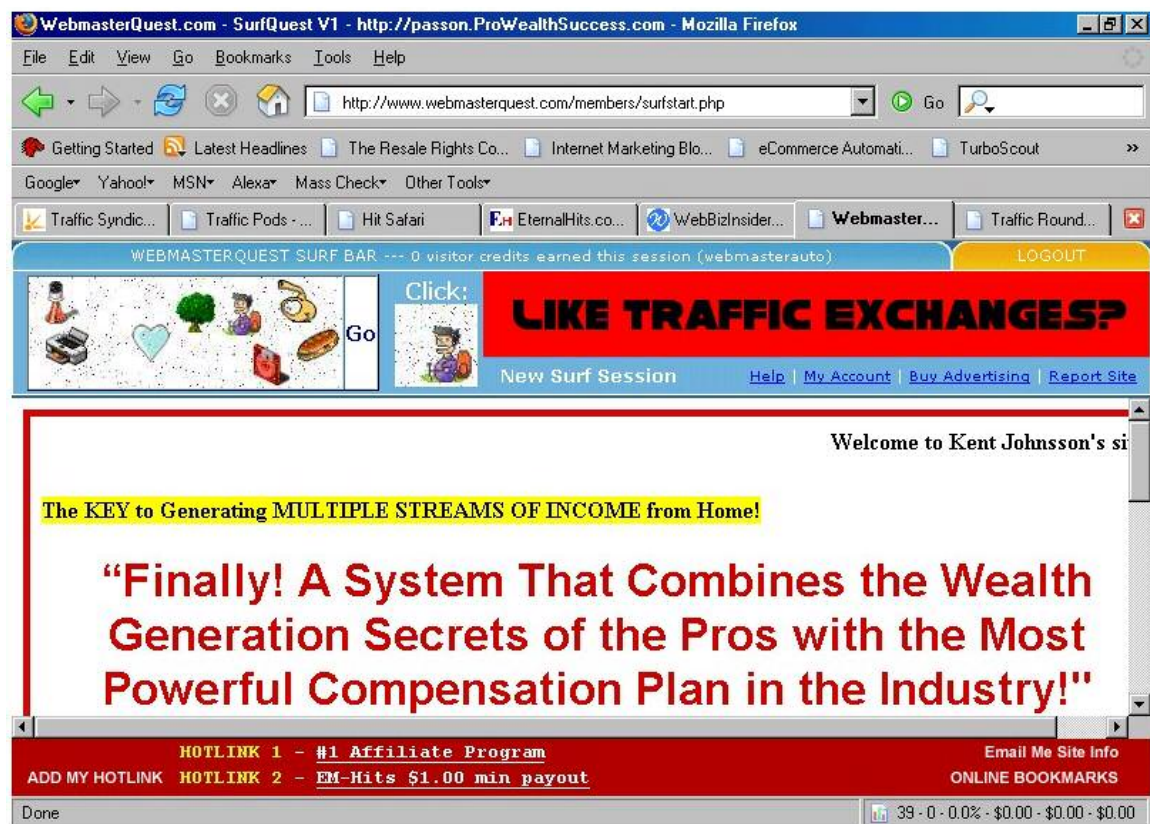 WebmasterQuest.com - SurfQuest V1 - http://passon.ProWealthSuccess.com - Mozilla Firefox
File Edit View Go Bookmarks Tools Help
http://www.webmasterquest.com/members/surfstart.php Go
Getting Started Latest Headlines The Resale Rights Co... Internet Marketing Blo... eCommerce Automati... TurboScout »
Google Yahoo! MSN Alexa Mass Check Other Tools
Traffic Syndic... Traffic Pods - ... Hit Safari EH EternalHits.co... WebBizInsider... Webmaster... Traffic Round...
WEBMASTERQUEST SURF BAR --- 0 visitor credits earned this session (webmasterauto) LOGOUT
Go Click: LIKE TRAFFIC EXCHANGES?
New Surf Session Help | My Account | Buy Advertising | Report Site
Welcome to Kent Johnsson's si
The KEY to Generating MULTIPLE STREAMS OF INCOME from Home!
“Finally! A System That Combines the Wealth
Generation Secrets of the Pros with the Most
Powerful Compensation Plan in the Industry!"
HOTLINK 1 - #1 Affiliate Program Email Me Site Info
ADD MY HOTLINK HOTLINK 2 - EM-Hits $1.00 min payout ONLINE BOOKMARKS
Done 39 - 0 - 0.0% - $0.00 - $0.00 - $0.00